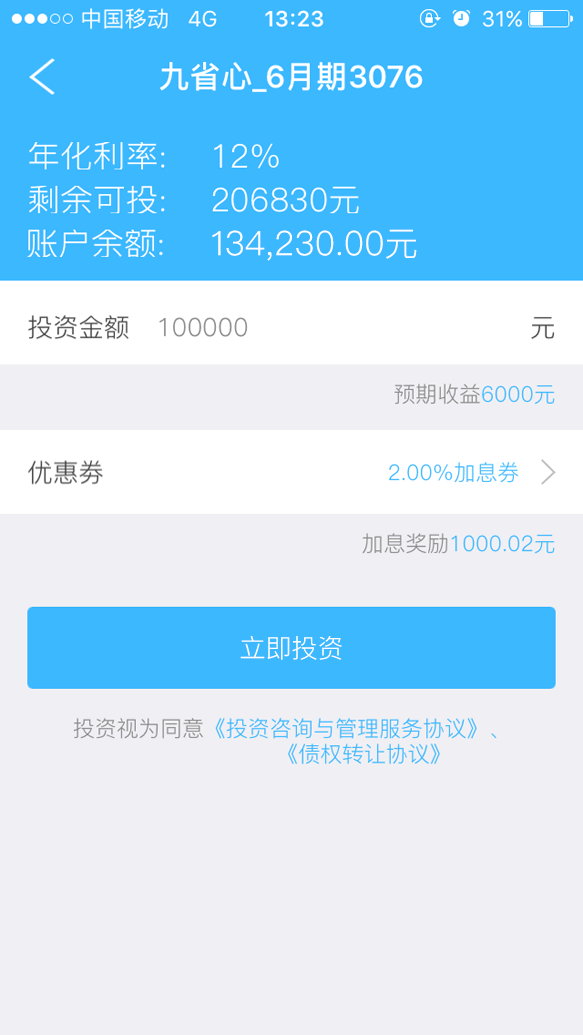 中国移动 4G 13:23 31%
九省心_6月期3076
年化利率: 12%
剩余可投: 206830元
账户余额: 134,230.00元
投资金额 100000 元
预期收益6000元
优惠券 2.00%加息券
加息奖励1000.02元
立即投资
投资视为同意《投资咨询与管理服务协议》、
《债权转让协议》